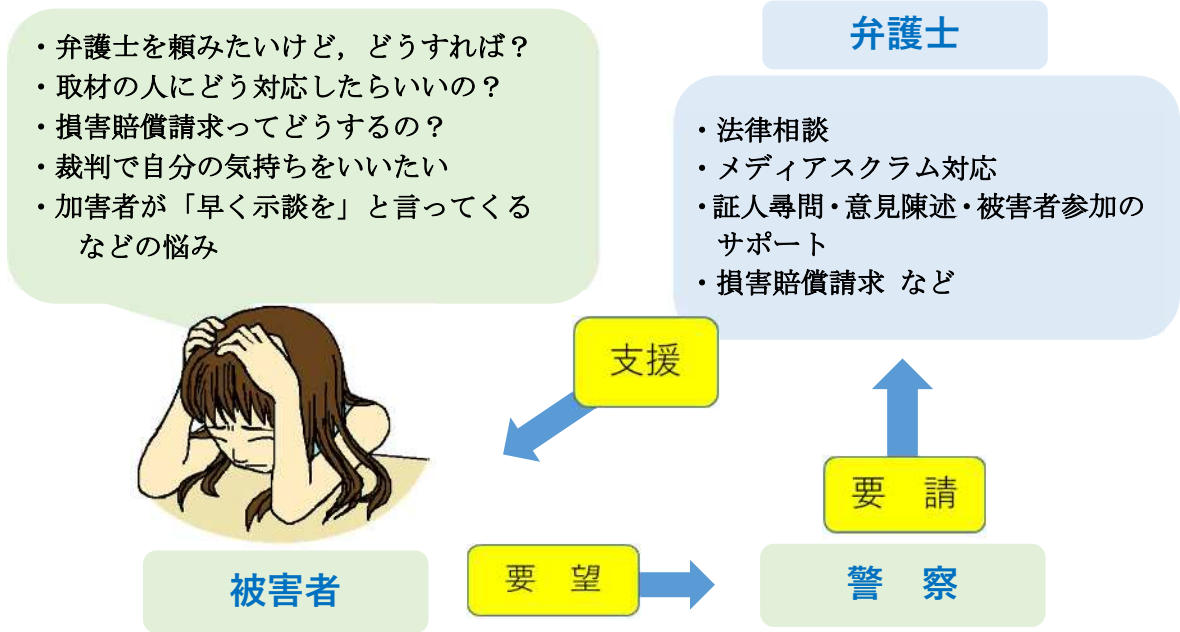 ・弁護士を頼みたいけど，どうすれば？
・取材の人にどう対応したらいいの？
・損害賠償請求ってどうするの？
・裁判で自分の気持ちをいいたい
・加害者が「早く示談を」と言ってくる
などの悩み
弁護士
・法律相談
・メディアスクラム対応
・証人尋問・意見陳述・被害者参加の
サポート
・損害賠償請求 など
支援
要　請
被害者
要　望
警　察